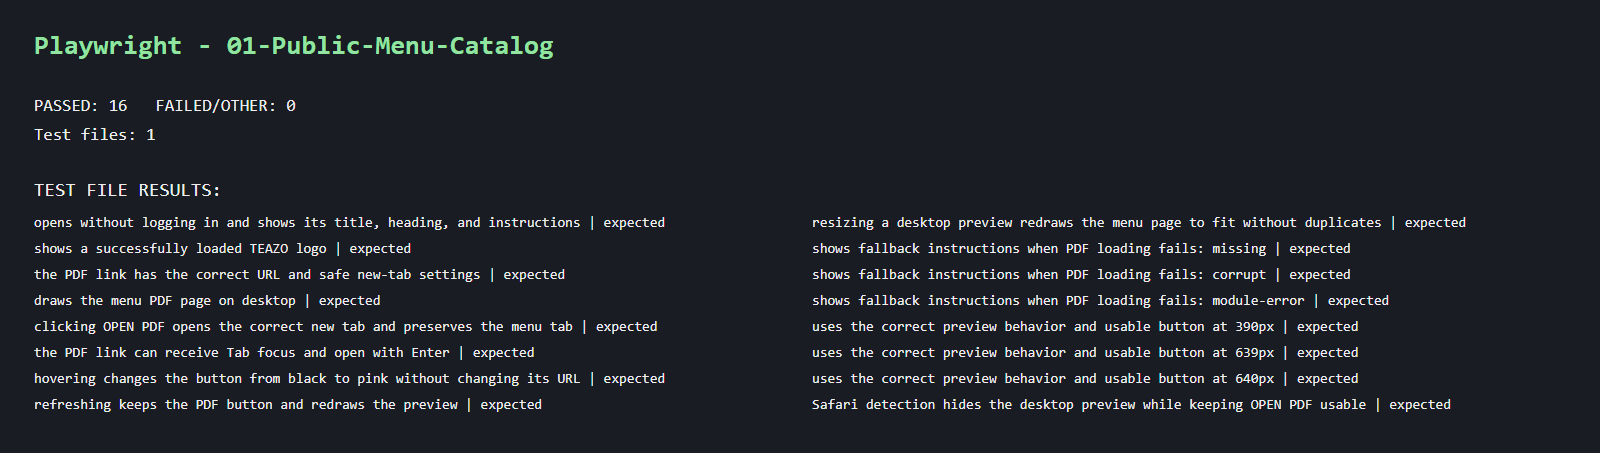 Playwright - 01-Public-Menu-Catalog
PASSED: 16   FAILED/OTHER: 0
Test files: 1
TEST FILE RESULTS:
opens without logging in and shows its title, heading, and instructions | expected
shows a successfully loaded TEAZO logo | expected
the PDF link has the correct URL and safe new-tab settings | expected
draws the menu PDF page on desktop | expected
clicking OPEN PDF opens the correct new tab and preserves the menu tab | expected
the PDF link can receive Tab focus and open with Enter | expected
hovering changes the button from black to pink without changing its URL | expected
refreshing keeps the PDF button and redraws the preview | expected
resizing a desktop preview redraws the menu page to fit without duplicates | expected
shows fallback instructions when PDF loading fails: missing | expected
shows fallback instructions when PDF loading fails: corrupt | expected
shows fallback instructions when PDF loading fails: module-error | expected
uses the correct preview behavior and usable button at 390px | expected
uses the correct preview behavior and usable button at 639px | expected
uses the correct preview behavior and usable button at 640px | expected
Safari detection hides the desktop preview while keeping OPEN PDF usable | expected